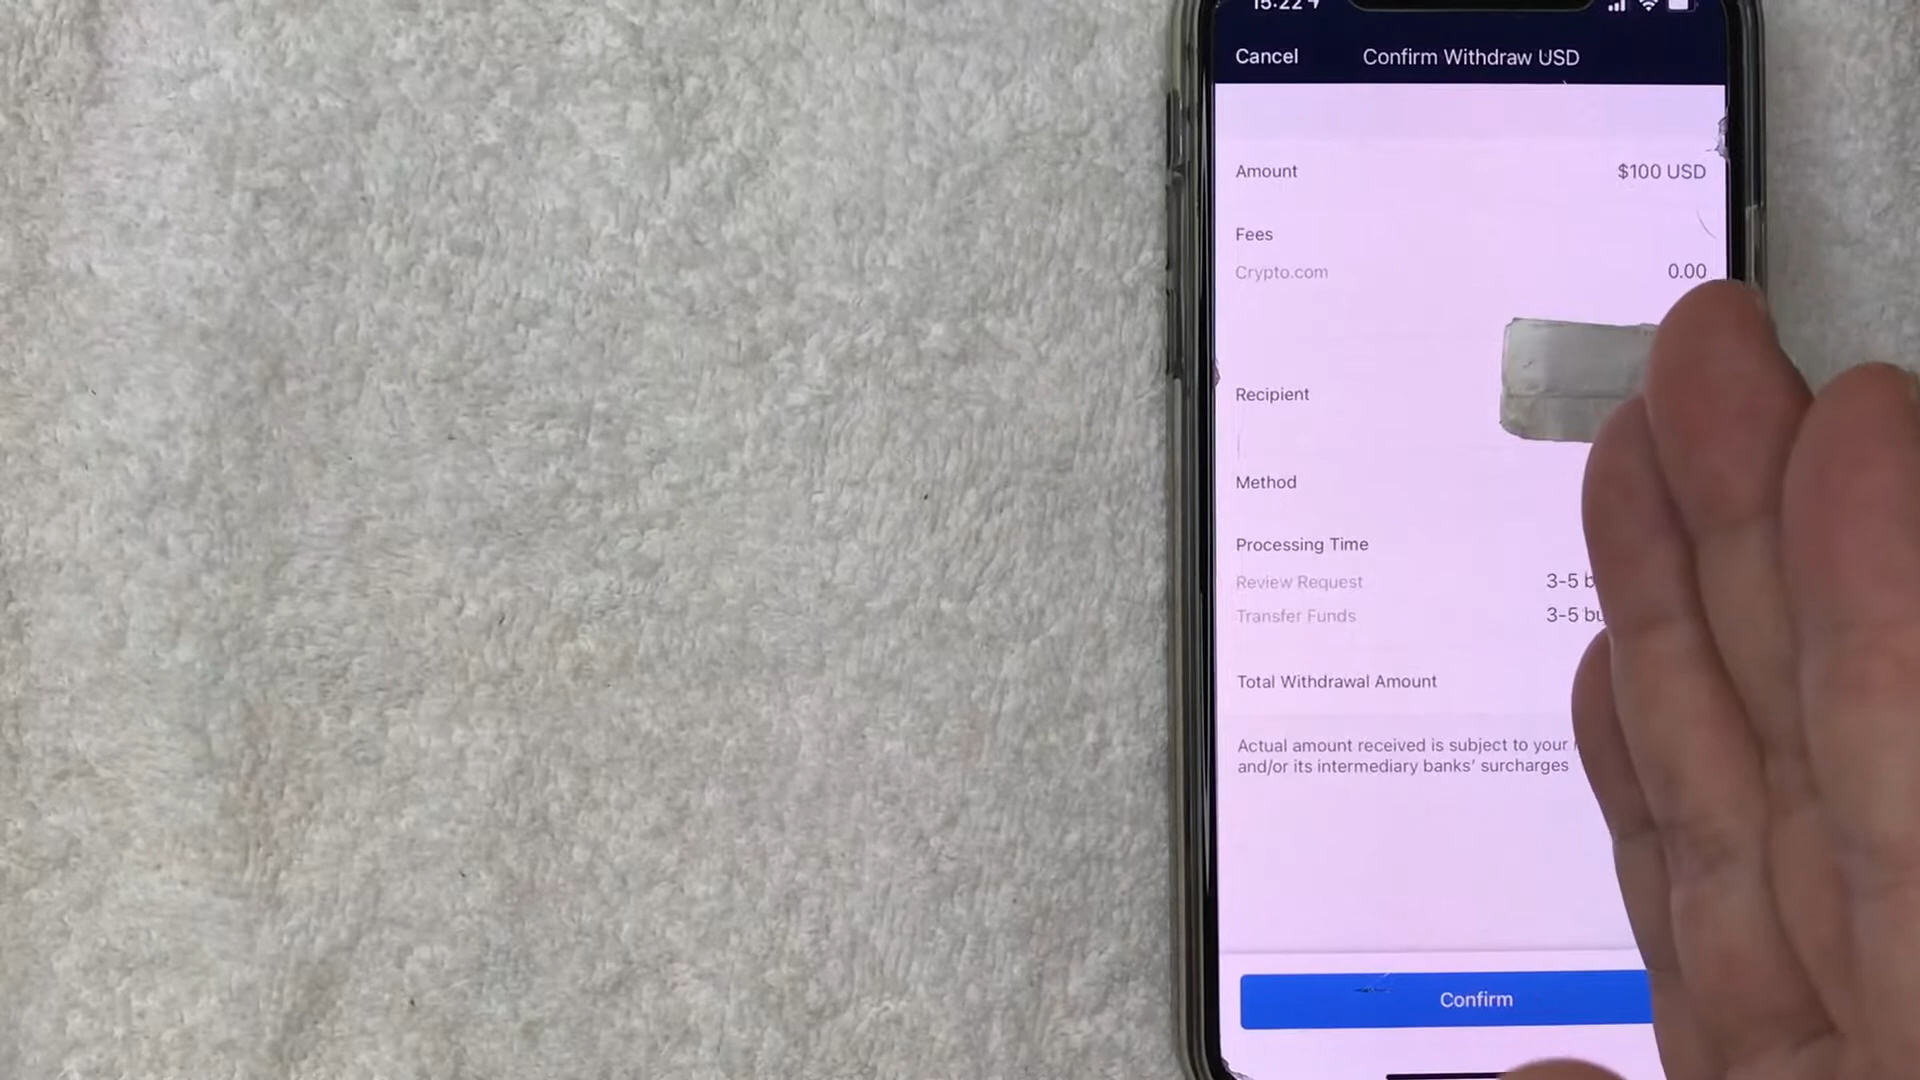 15:22
Cancel
Confirm Withdraw USD
Amount $100 USD
Fees
Crypto.com 0.00
Recipient
Method
Processing Time
Review Request 3-5
Transfer Funds 3-5
Total Withdrawal Amount
Actual amount received is subject to your
and/or its intermediary banks' surcharges
Confirm